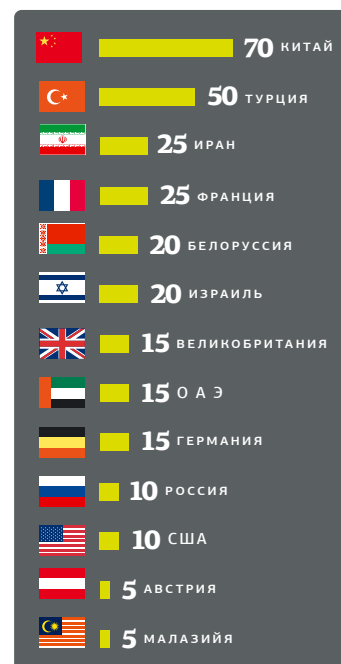 70 КИТАЙ
50 ТУРЦИЯ
25 ИРАН
25 ФРАНЦИЯ
20 БЕЛОРУССИЯ
20 ИЗРАИЛЬ
15 ВЕЛИКОБРИТАНИЯ
15 О А Э
15 ГЕРМАНИЯ
10 РОССИЯ
10 США
5 АВСТРИЯ
5 МАЛАЗИЙЯ